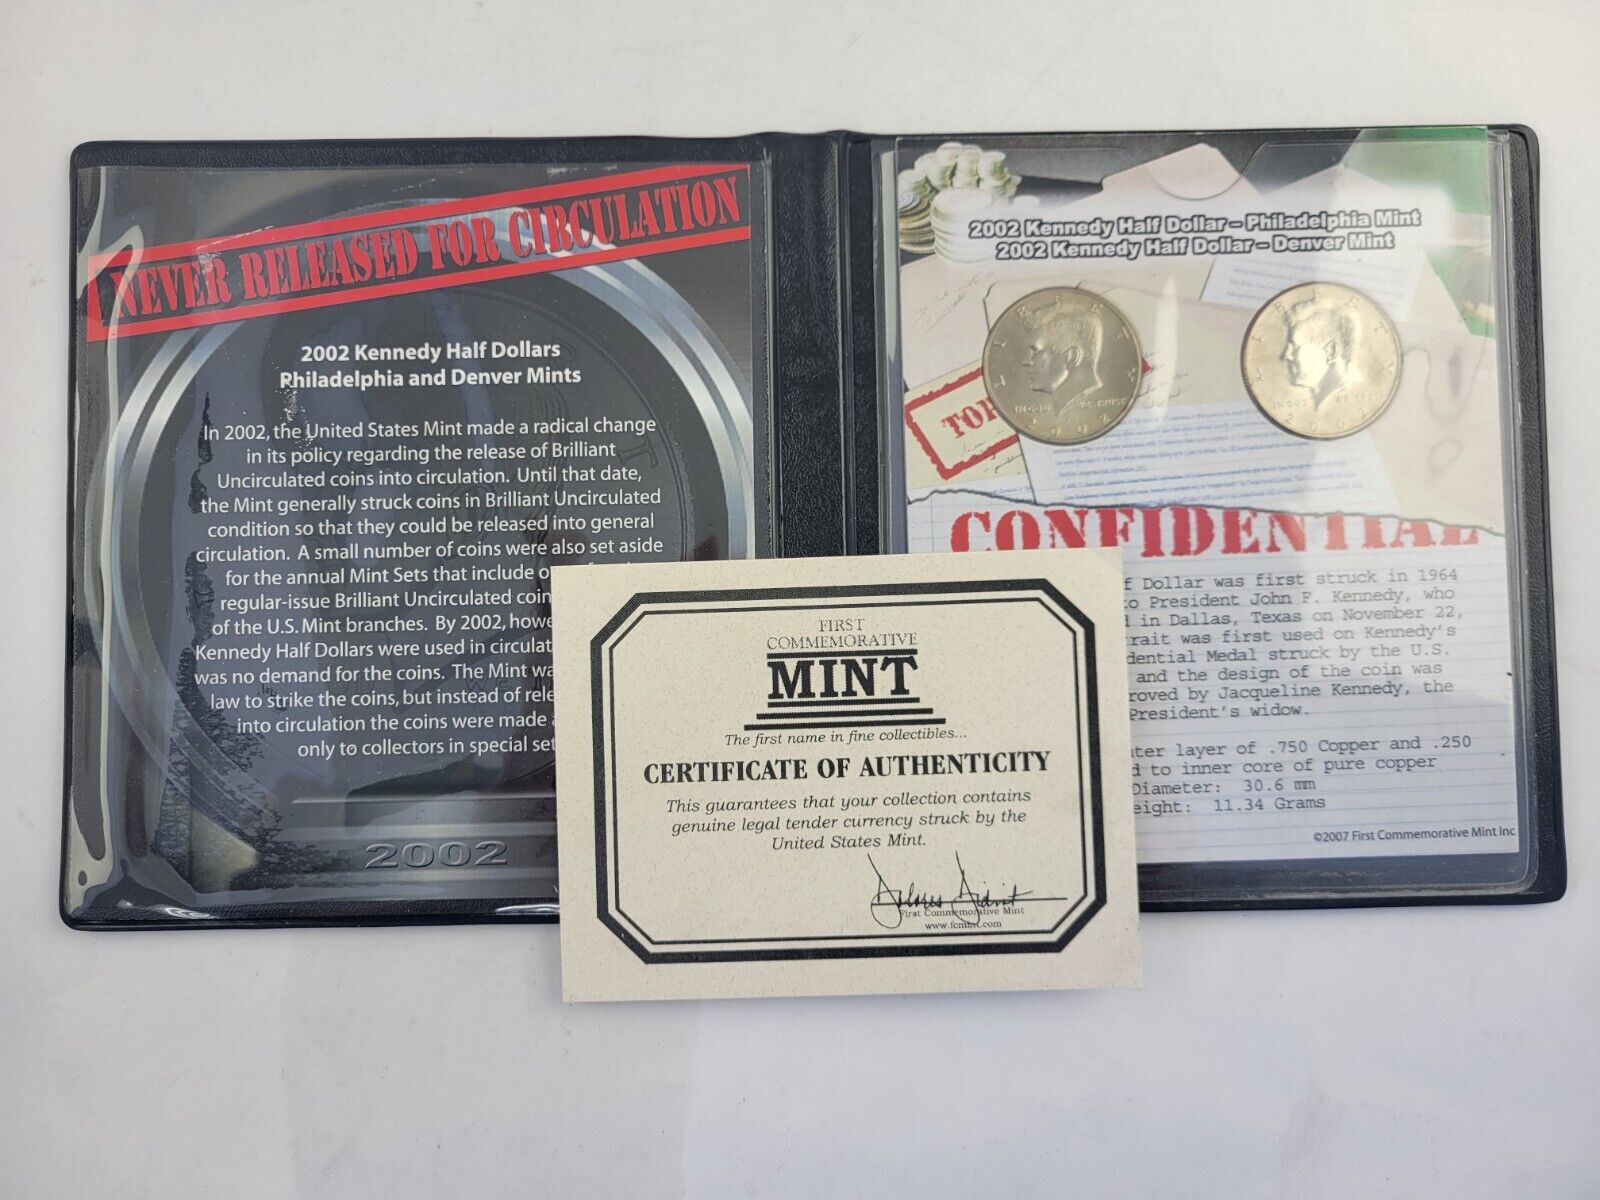 NEVER RELEASED FOR CIRCULATION
2002 Kennedy Half Dollars
Philadelphia and Denver Mints
In 2002, the United States Mint made a radical change
in its policy regarding the release of Brilliant
Uncirculated coins into circulation. Until that date,
the Mint generally struck coins in Brilliant Uncirculated
condition so that they could be released into general
circulation. A small number of coins were also set aside
for the annual Mint Sets that include
regular-issue Brilliant Uncirculated coin
of the U.S. Mint branches. By 2002, howe
Kennedy Half Dollars were used in circulat
was no demand for the coins. The Mint wa
law to strike the coins, but instead of rele
into circulation the coins were made
only to collectors in special set
2002
2002 Kennedy Half Dollar – Philadelphia Mint
2002 Kennedy Half Dollar – Denver Mint
LIBERTY
IN GOD WE TRUST
2002
LIBERTY
IN GOD WE TRUST
2002
TOP
CONFIDENTIAL
f Dollar was first struck in 1964
to President John F. Kennedy, who
d in Dallas, Texas on November 22,
trait was first used on Kennedy's
dential Medal struck by the U.S.
and the design of the coin was
roved by Jacqueline Kennedy, the
President's widow.
uter layer of .750 Copper and .250
d to inner core of pure copper
Diameter: 30.6 mm
eight: 11.34 Grams
©2007 First Commemorative Mint Inc
FIRST
COMMEMORATIVE
MINT
The first name in fine collectibles...
CERTIFICATE OF AUTHENTICITY
This guarantees that your collection contains
genuine legal tender currency struck by the
United States Mint.
First Commemorative Mint
www.fcmint.com